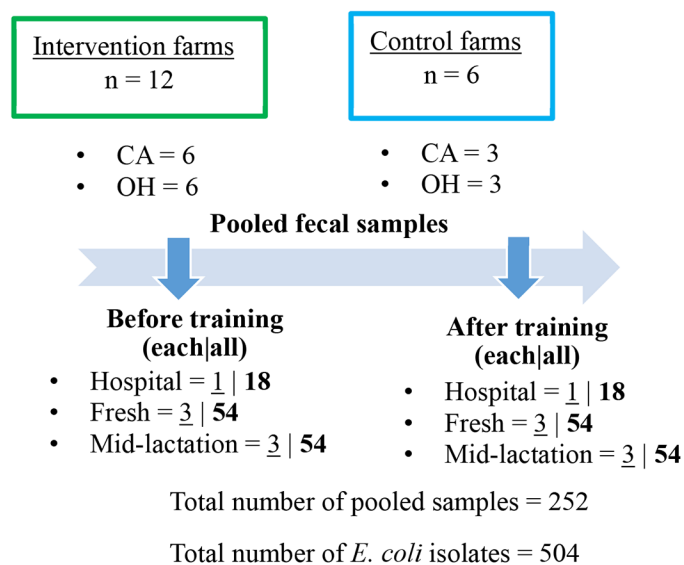 Intervention farms
n = 12
Control farms
n = 6
• CA = 6
• OH = 6
• CA = 3
• OH = 3
Pooled fecal samples
Before training
(each|all)
• Hospital = 1 | 18
• Fresh = 3 | 54
• Mid-lactation = 3 | 54
After training
(each|all)
• Hospital = 1 | 18
• Fresh = 3 | 54
• Mid-lactation = 3 | 54
Total number of pooled samples = 252
Total number of E. coli isolates = 504